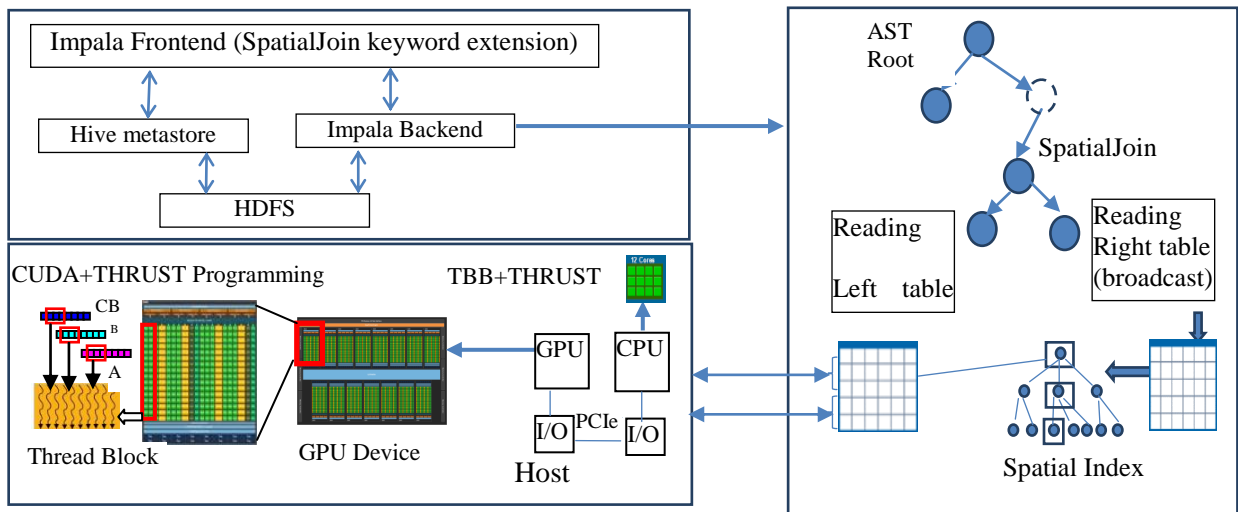 Impala Frontend (SpatialJoin keyword extension)
Hive metastore
Impala Backend
HDFS
AST
Root
SpatialJoin
Reading
Left table
Reading
Right table
(broadcast)
Spatial Index
CUDA+THRUST Programming
TBB+THRUST
12 Cores
CB
B
A
GPU
CPU
I/O
PCIe
I/O
Thread Block
GPU Device
Host